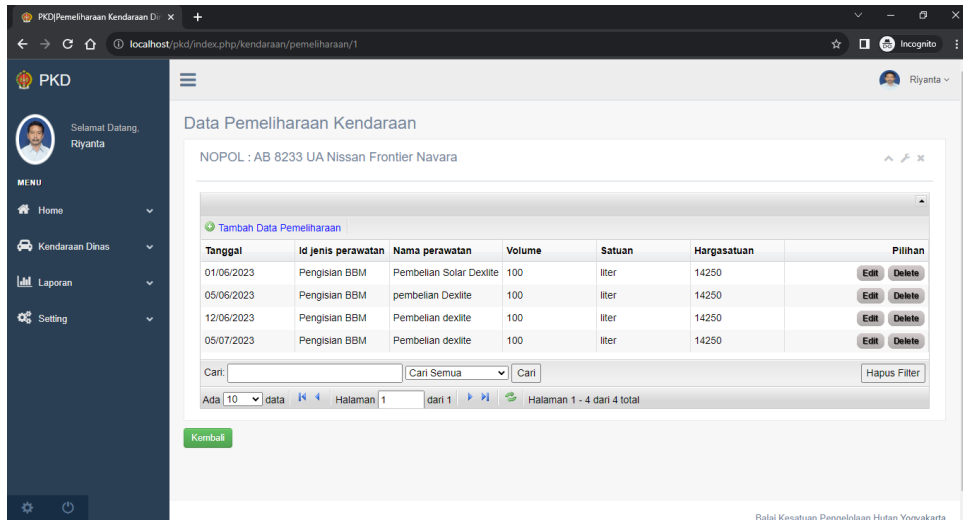 PKD|Pemeliharaan Kendaraan Din
localhost/pkd/index.php/kendaraan/pemeliharaan/1
Incognito
PKD
Riyanta
Selamat Datang,
Riyanta
MENU
Home
Kendaraan Dinas
Laporan
Setting
Data Pemeliharaan Kendaraan
NOPOL : AB 8233 UA Nissan Frontier Navara
Tambah Data Pemeliharaan
Tanggal Id jenis perawatan Nama perawatan Volume Satuan Hargasatuan Pilihan
01/06/2023 Pengisian BBM Pembelian Solar Dexlite 100 liter 14250 Edit Delete
05/06/2023 Pengisian BBM pembelian Dexlite 100 liter 14250 Edit Delete
12/06/2023 Pengisian BBM Pembelian dexlite 100 liter 14250 Edit Delete
05/07/2023 Pengisian BBM Pembelian dexlite 100 liter 14250 Edit Delete
Cari: Cari Semua Cari Hapus Filter
Ada 10 data Halaman 1 dari 1 Halaman 1 - 4 dari 4 total
Kembali
Balai Kesatuan Pengelolaan Hutan Yogyakarta